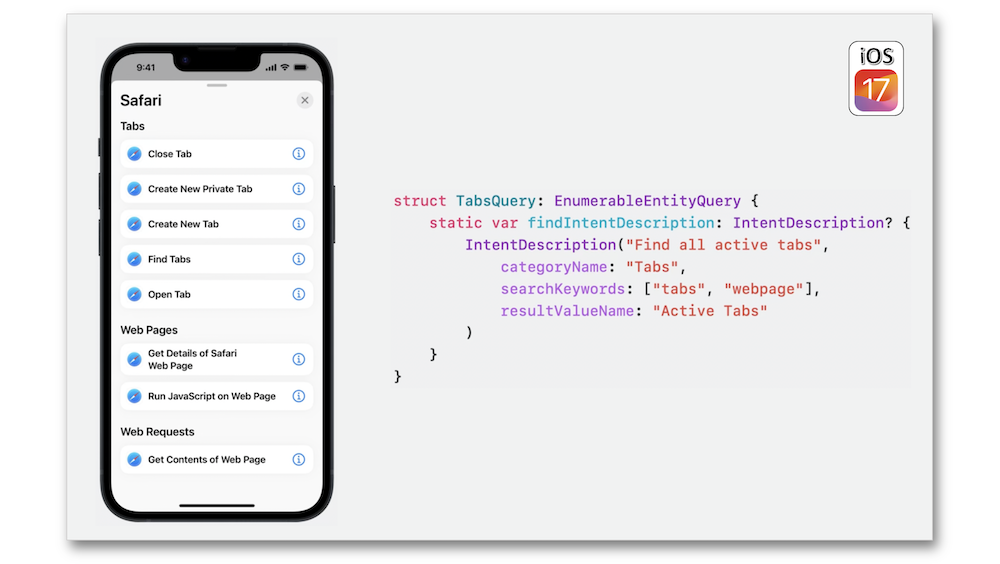 9:41
Safari
Tabs
Close Tab
Create New Private Tab
Create New Tab
Find Tabs
Open Tab
Web Pages
Get Details of Safari
Web Page
Run JavaScript on Web Page
Web Requests
Get Contents of Web Page
struct TabsQuery: EnumerableEntityQuery {
    static var findIntentDescription: IntentDescription? {
        IntentDescription("Find all active tabs",
            categoryName: "Tabs",
            searchKeywords: ["tabs", "webpage"],
            resultValueName: "Active Tabs"
        )
    }
}
iOS
17